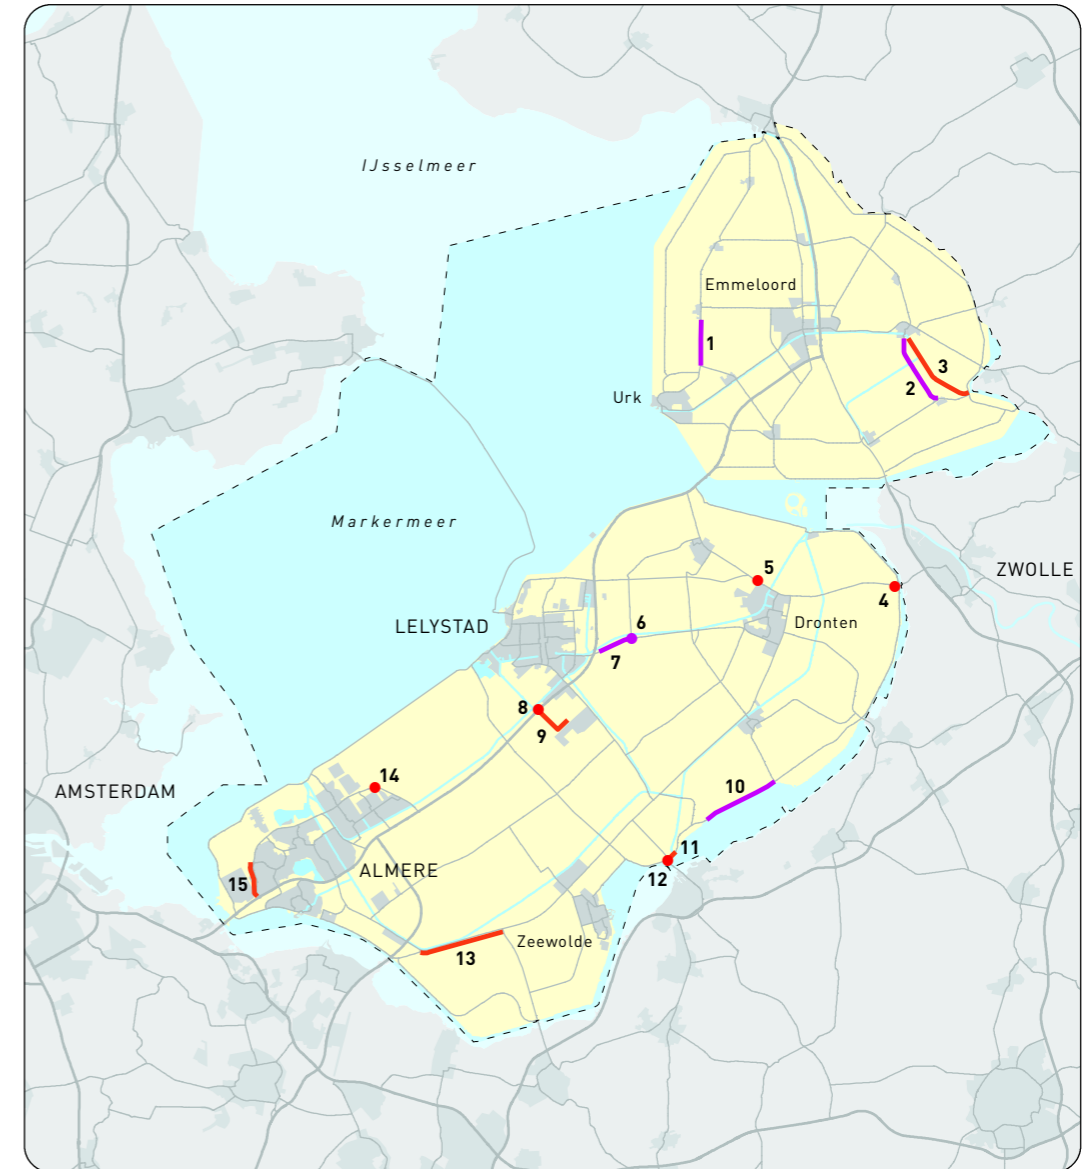 IJsselmeer
Emmeloord
1
3
2
Urk
Markermeer
ZWOLLE
5
4
LELYSTAD
6
Dronten
7
8
9
14
10
AMSTERDAM
11
ALMERE
12
15
Zeewolde
13